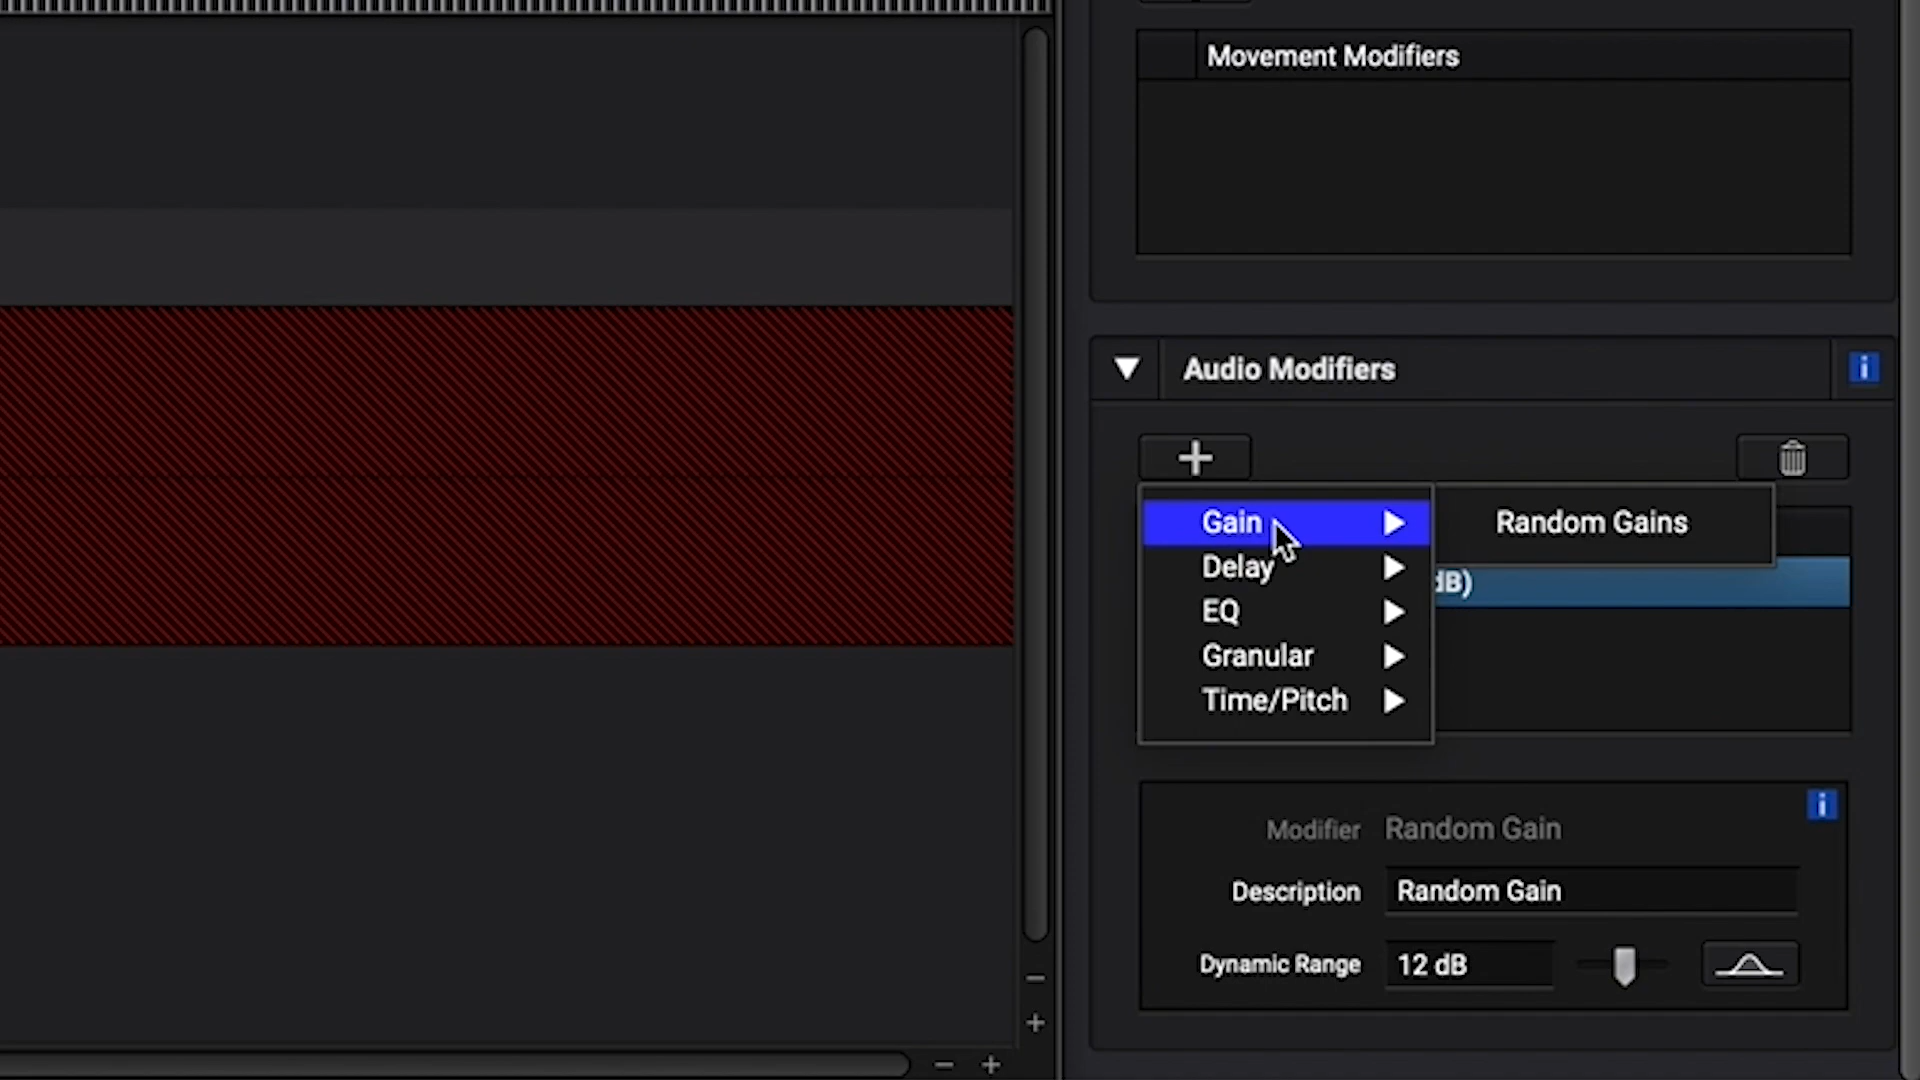 Movement Modifiers
Audio Modifiers
i
Gain
Random Gains
Delay
dB)
EQ
Granular
Time/Pitch
i
Modifier Random Gain
Description Random Gain
Dynamic Range 12 dB